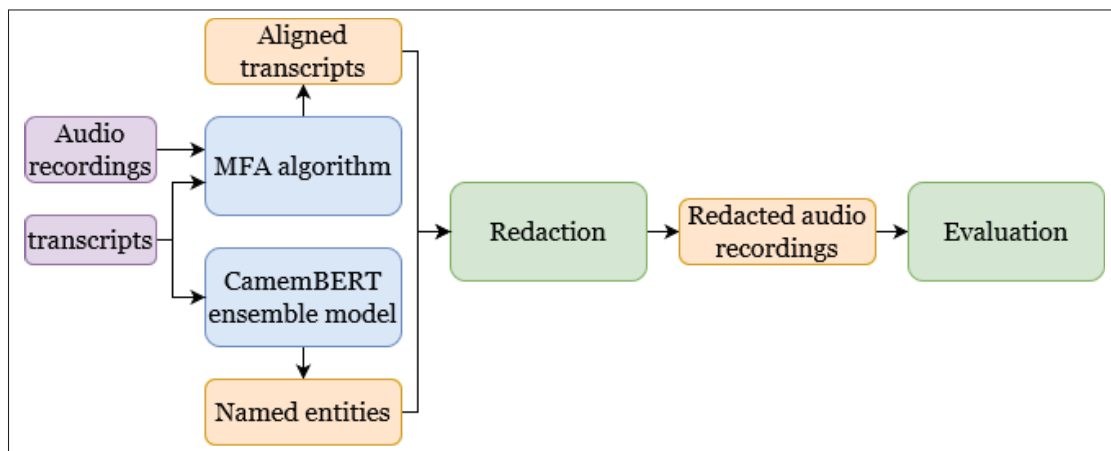 Aligned
transcripts
Audio
recordings
MFA algorithm
transcripts
CamemBERT
ensemble model
Named entities
Redaction
Redacted audio
recordings
Evaluation